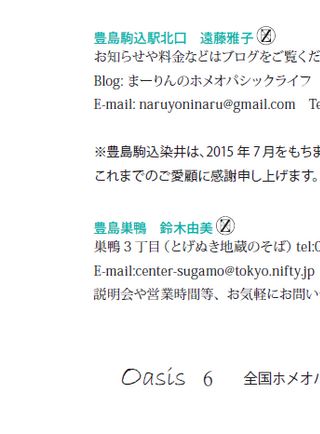 豊島駒込駅北口　遠藤雅子 Ⓩ
お知らせや料金などはブログをご覧くだ
Blog: まーりんのホメオパシックライフ
E-mail: naruyoninaru@gmail.com　Te
※豊島駒込染井は、2015 年 7 月をもちま
これまでのご愛顧に感謝申し上げます。
豊島巣鴨　鈴木由美 Ⓩ
巣鴨 3 丁目（とげぬき地蔵のそば）tel:0
E-mail:center-sugamo@tokyo.nifty.jp
説明会や営業時間等、お気軽にお問い
Oasis　6　全国ホメオパ